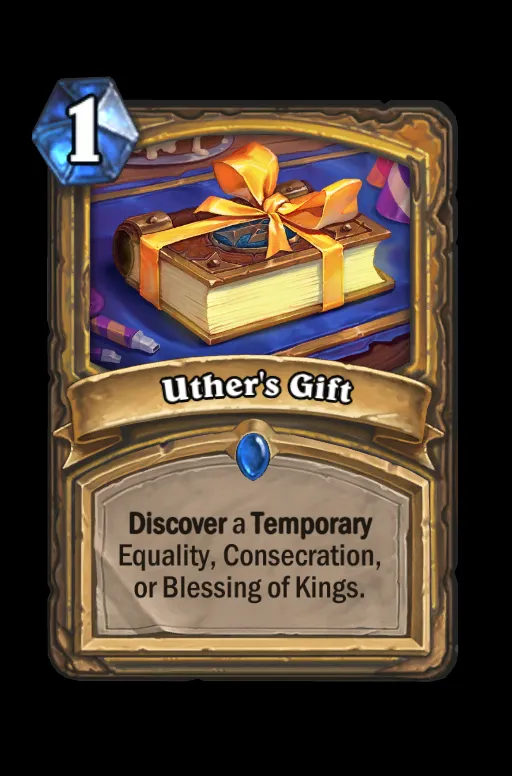 1
Uther's Gift
Discover a Temporary
Equality, Consecration,
or Blessing of Kings.